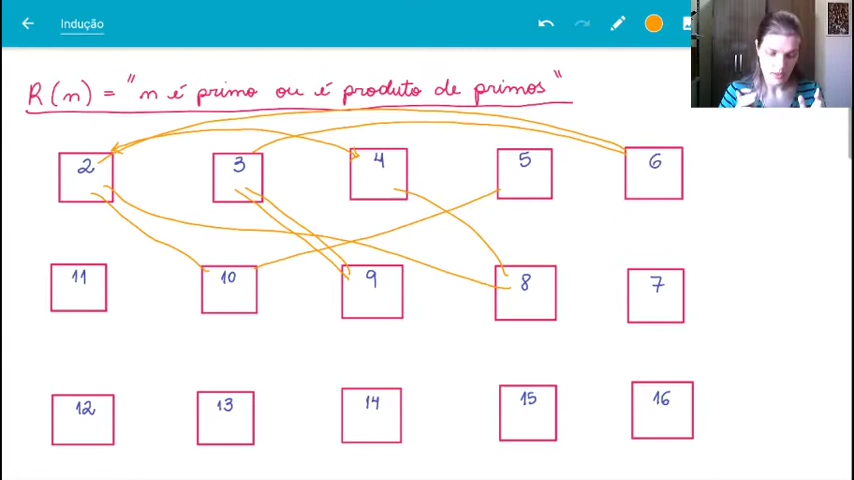 Indução
R(n) = "n é primo ou é produto de primos"
2 3 4 5 6
11 10 9 8 7
12 13 14 15 16